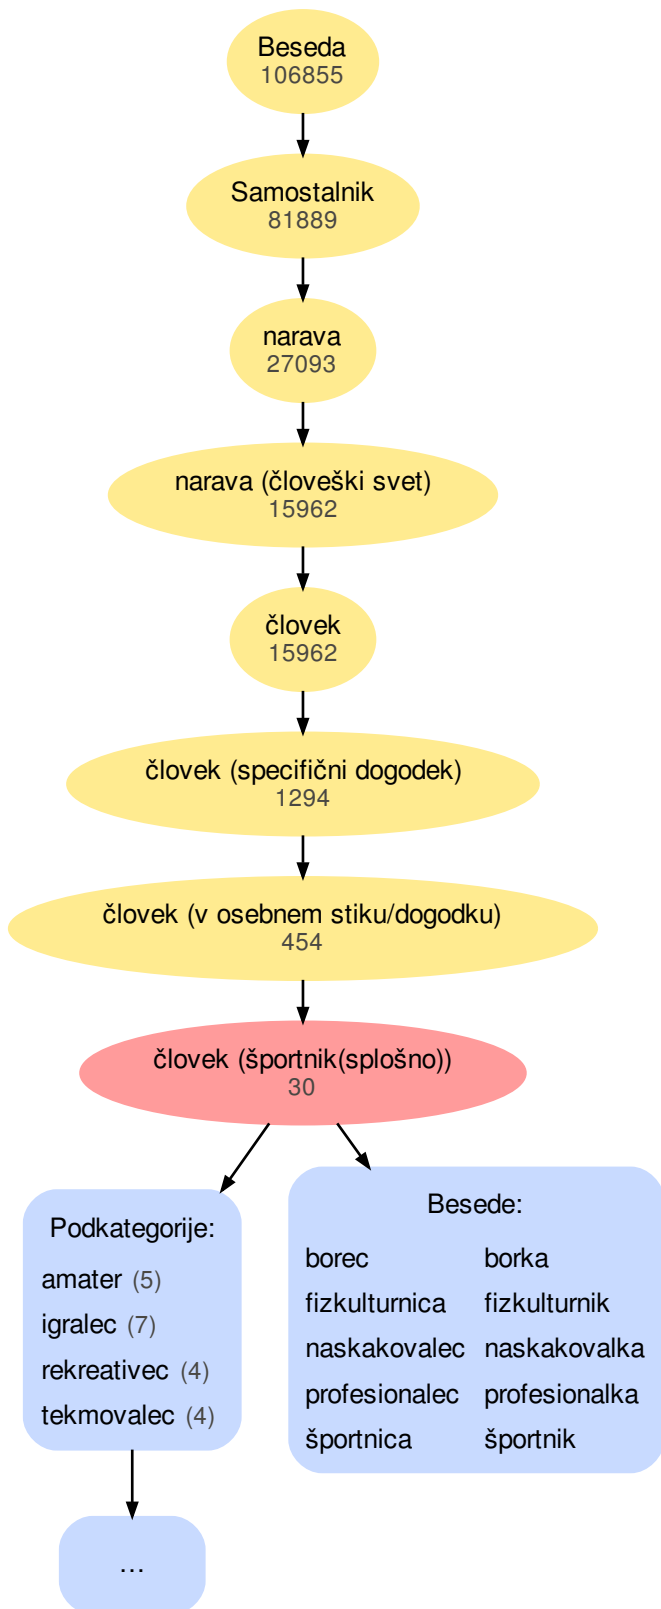 Beseda
106855
Samostalnik
81889
narava
27093
narava (človeški svet)
15962
človek
15962
človek (specifični dogodek)
1294
človek (v osebnem stiku/dogodku)
454
človek (športnik(splošno))
30
Podkategorije:
amater (5)
igralec (7)
rekreativec (4)
tekmovalec (4)
...
Besede:
borec borka
fizkulturnica fizkulturnik
naskakovalec naskakovalka
profesionalec profesionalka
športnica športnik